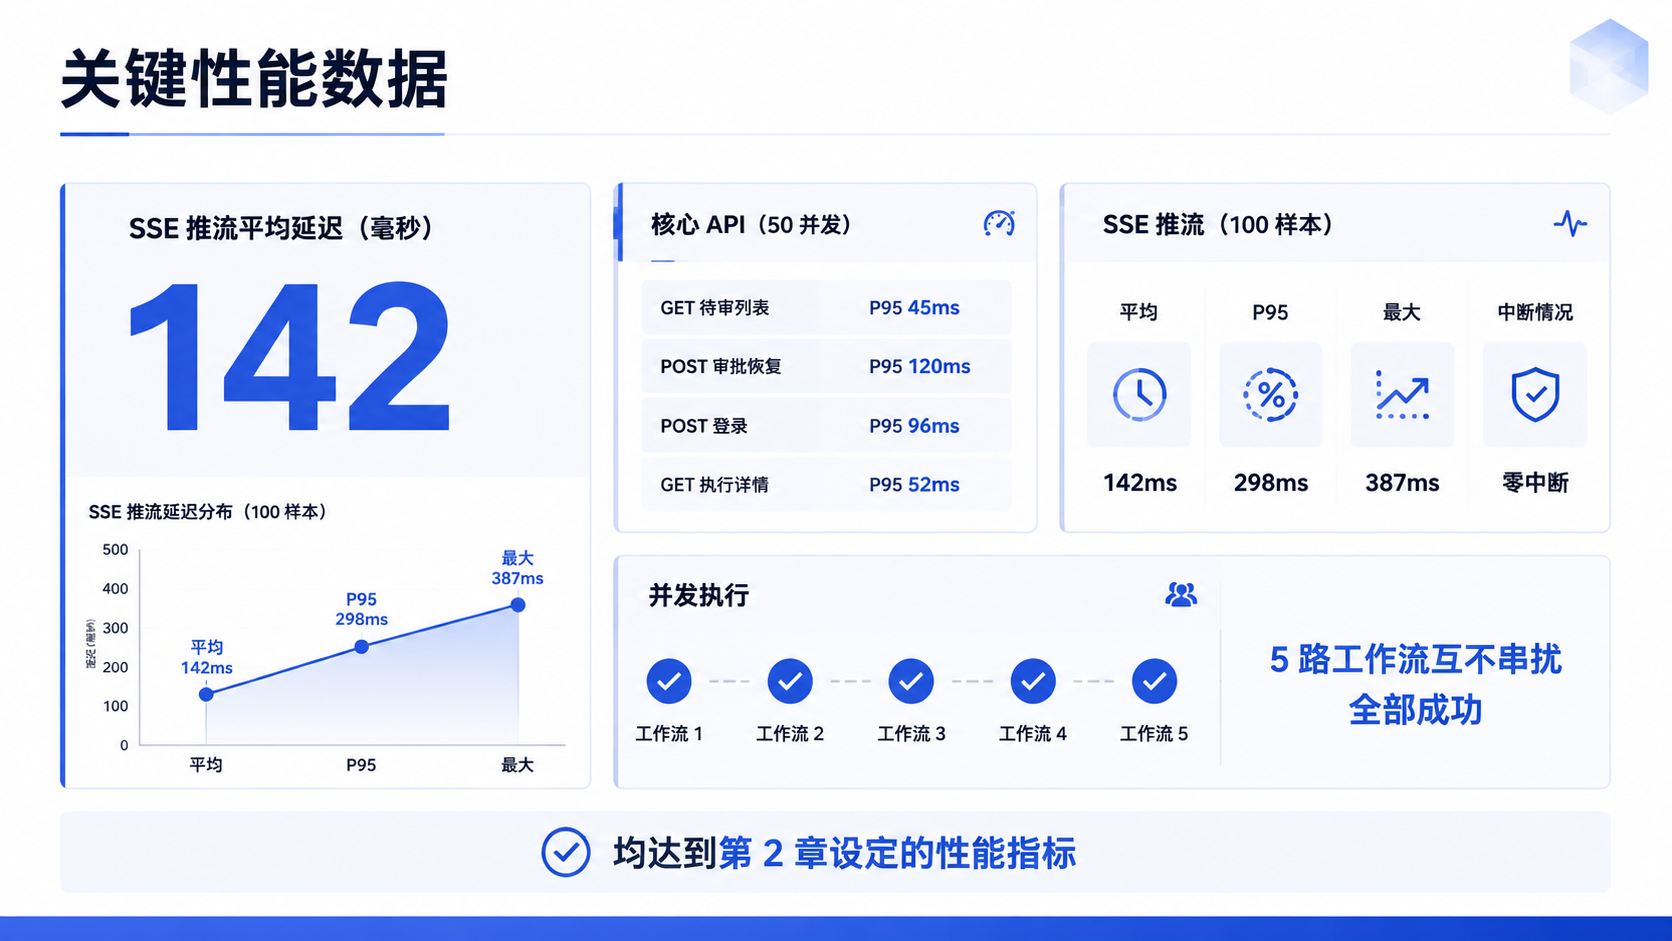 关键性能数据
SSE 推流平均延迟（毫秒）
142
SSE 推流延迟分布（100 样本）
500
400
300
200
100
0
平均
142ms
P95
298ms
最大
387ms
平均
P95
最大
核心 API（50 并发）
GET 待审列表 P95 45ms
POST 审批恢复 P95 120ms
POST 登录 P95 96ms
GET 执行详情 P95 52ms
SSE 推流（100 样本）
平均 P95 最大 中断情况
142ms 298ms 387ms 零中断
并发执行
工作流 1 工作流 2 工作流 3 工作流 4 工作流 5
5 路工作流互不串扰
全部成功
均达到第 2 章设定的性能指标